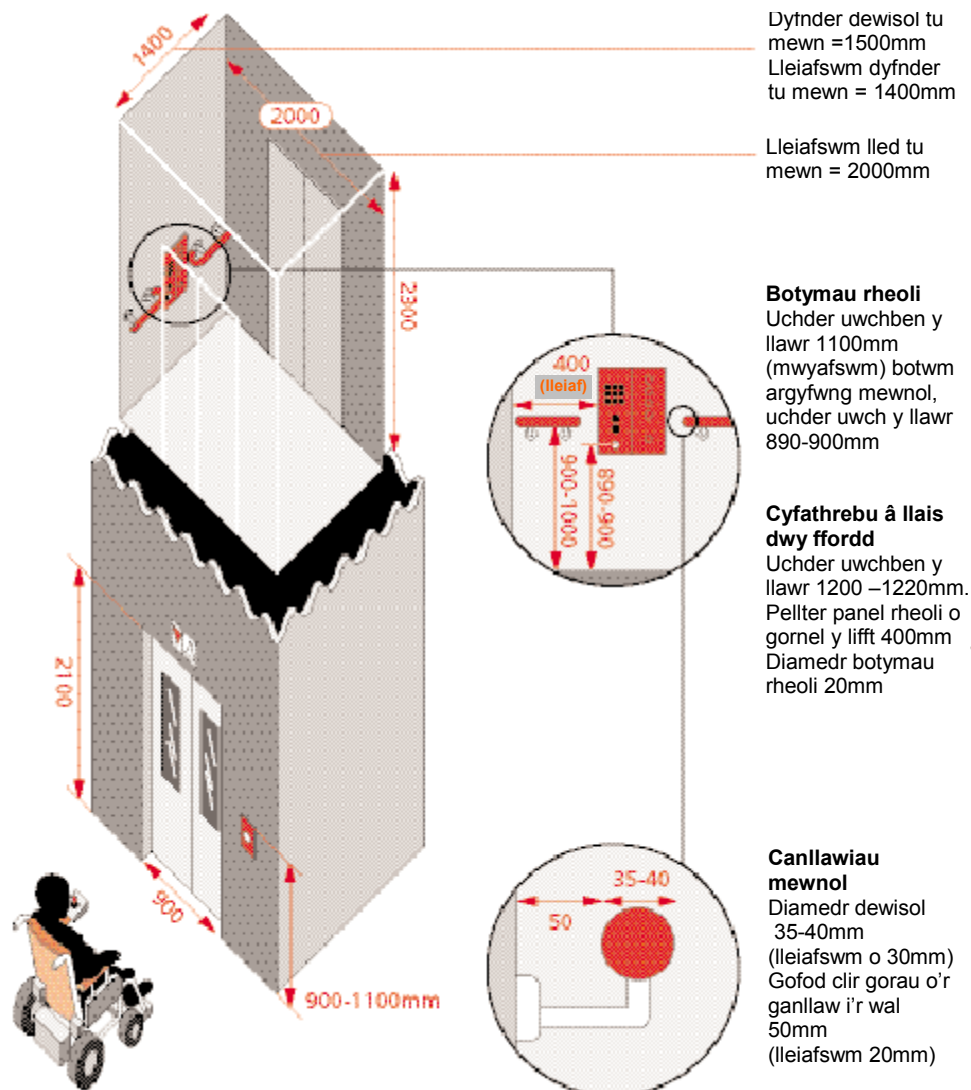 Dyfnder dewisol tu
mewn =1500mm
Lleiafswm dyfnder
tu mewn = 1400mm
Lleiafswm lled tu
mewn = 2000mm
1400
2000
2300
Botymau rheoli
Uchder uwchben y
llawr 1100mm
(mwyafswm) botwm
argyfwng mewnol,
uchder uwch y llawr
890-900mm
400
(lleiaf)
900-1000
890-900
Cyfathrebu â llais
dwy ffordd
Uchder uwchben y
llawr 1200 –1220mm.
Pellter panel rheoli o
gornel y lifft 400mm
Diamedr botymau
rheoli 20mm
2100
900
900-1100mm
35-40
50
Canllawiau
mewnol
Diamedr dewisol
35-40mm
(lleiafswm o 30mm)
Gofod clir gorau o'r
ganllaw i'r wal
50mm
(lleiafswm 20mm)